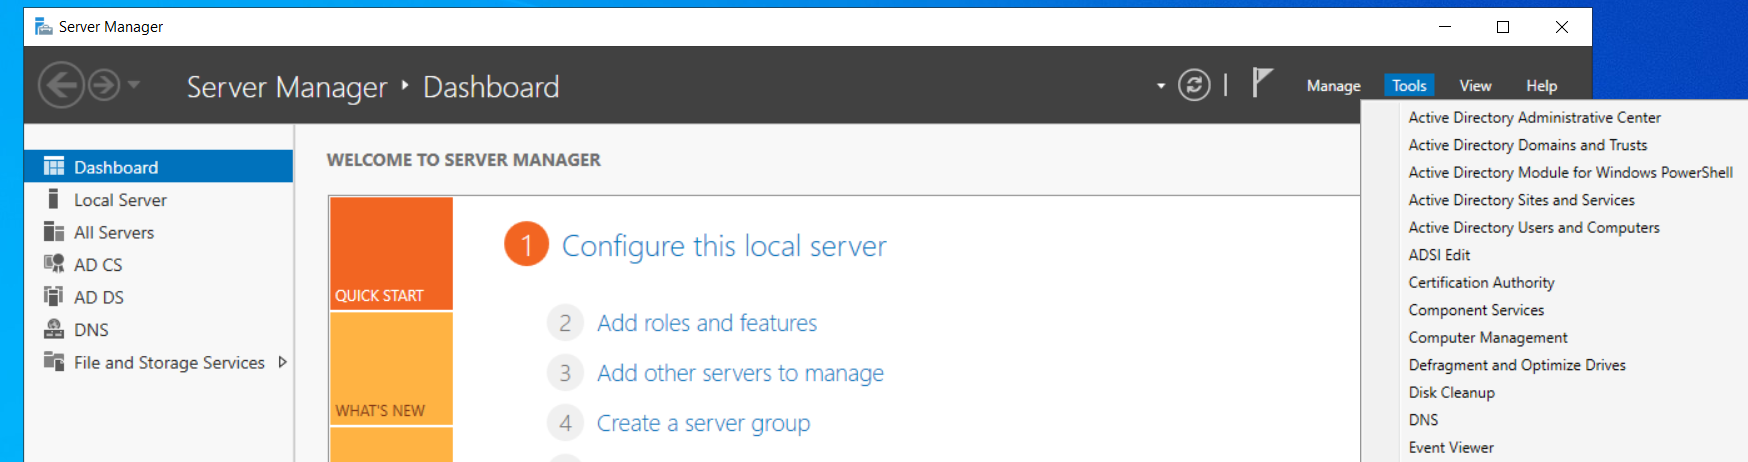 Server Manager
Server Manager ‣ Dashboard
Manage Tools View Help
Dashboard
Local Server
All Servers
AD CS
AD DS
DNS
File and Storage Services
WELCOME TO SERVER MANAGER
QUICK START
WHAT'S NEW
1 Configure this local server
2 Add roles and features
3 Add other servers to manage
4 Create a server group
Active Directory Administrative Center
Active Directory Domains and Trusts
Active Directory Module for Windows PowerShell
Active Directory Sites and Services
Active Directory Users and Computers
ADSI Edit
Certification Authority
Component Services
Computer Management
Defragment and Optimize Drives
Disk Cleanup
DNS
Event Viewer